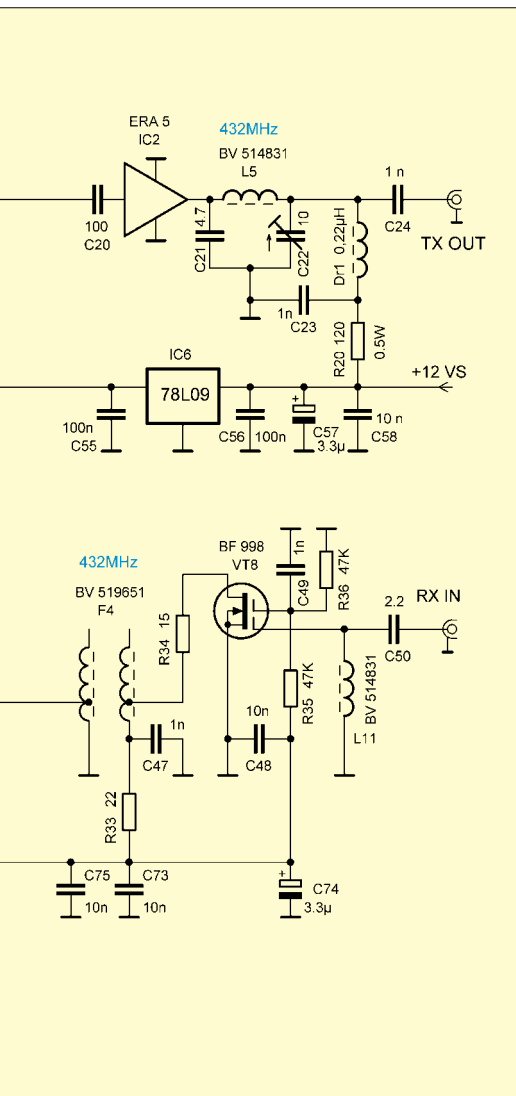 ERA 5
IC2
432MHz
BV 514831
L5
100
C20
4.7
C21
10
C22
Dr1 0,22µH
1 n
C24
TX OUT
1n
C23
R20 120
0.5W
IC6
78L09
+12 VS
100n
C55
C56
100n
C57
3.3µ
10 n
C58
432MHz
BV 519651
F4
BF 998
VT8
1n
C49
R36 47K
2.2
C50
RX IN
R34 15
R35 47K
BV 514831
L11
1n
C47
10n
C48
R33 22
C75
10n
C73
10n
C74
3.3µ
+
+